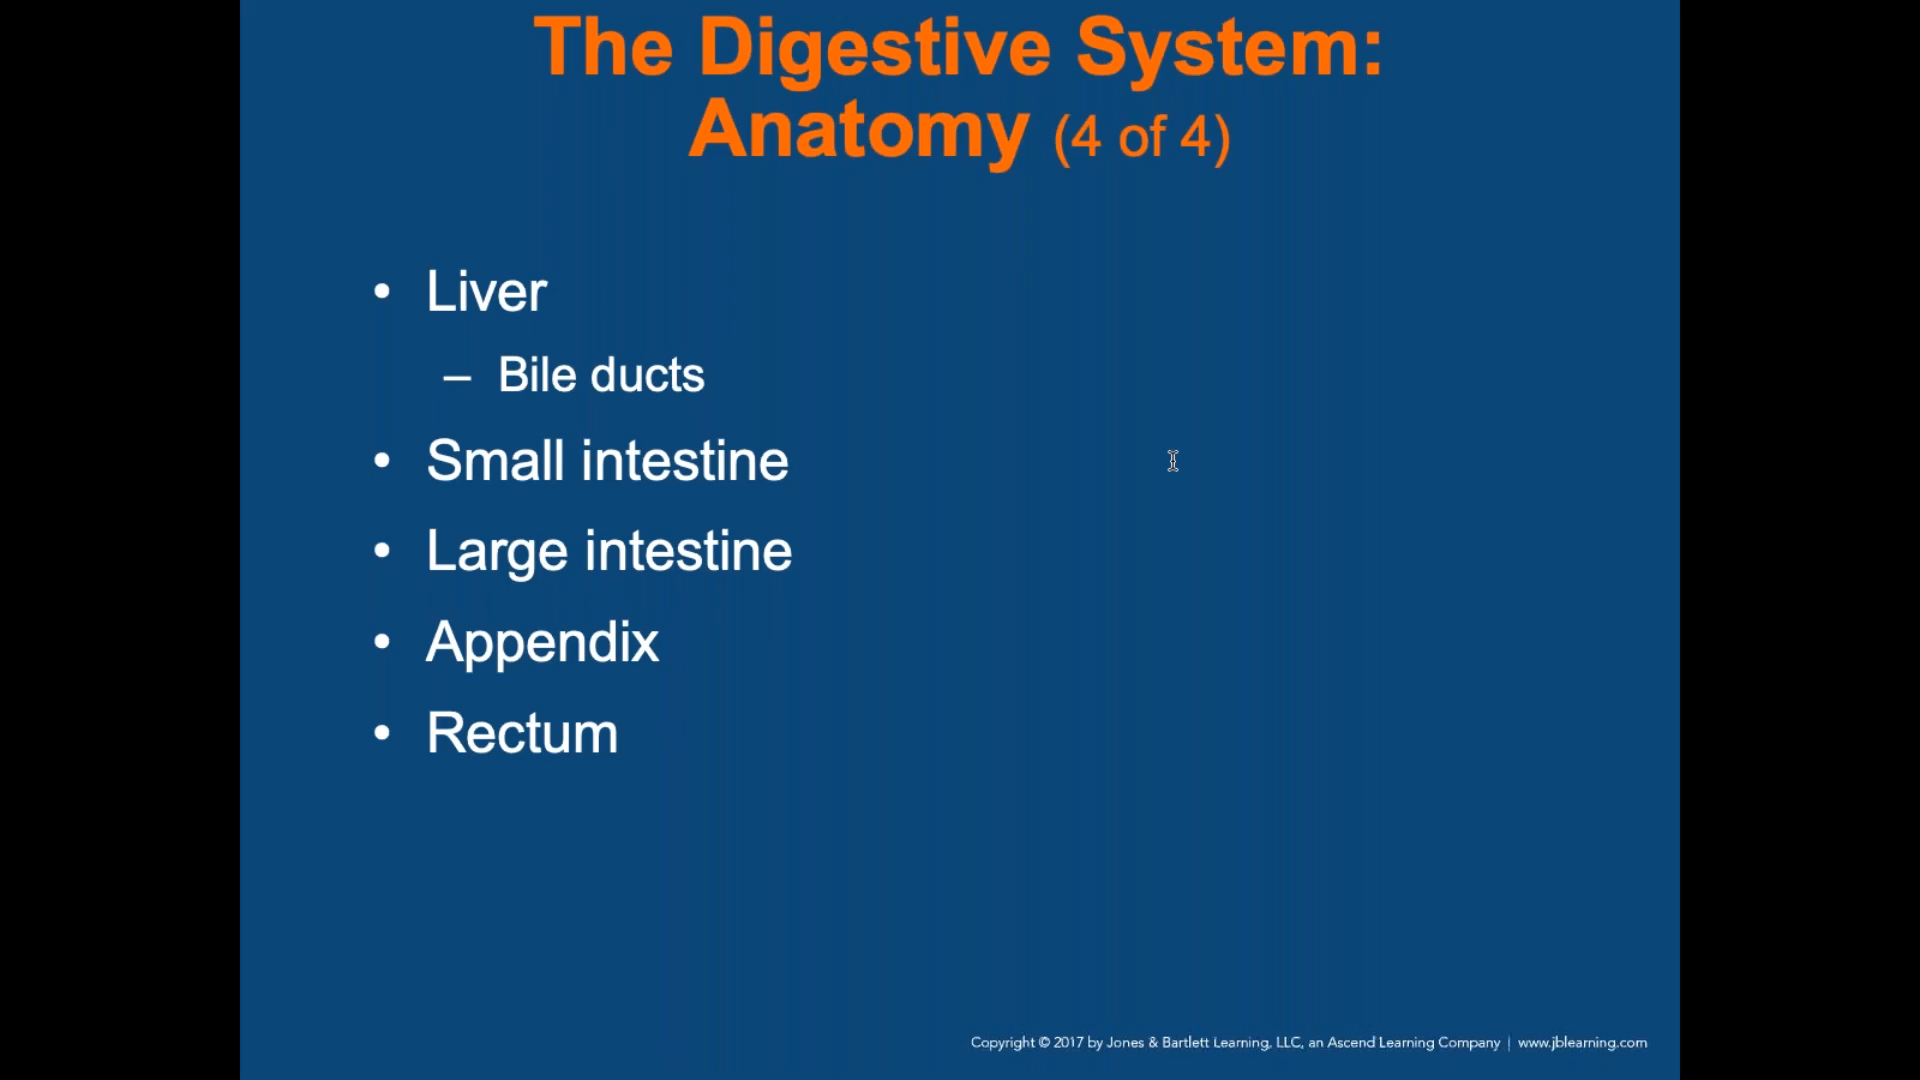 The Digestive System:
Anatomy (4 of 4)
• Liver
– Bile ducts
• Small intestine
• Large intestine
• Appendix
• Rectum
Copyright © 2017 by Jones & Bartlett Learning, LLC, an Ascend Learning Company | www.jblearning.com